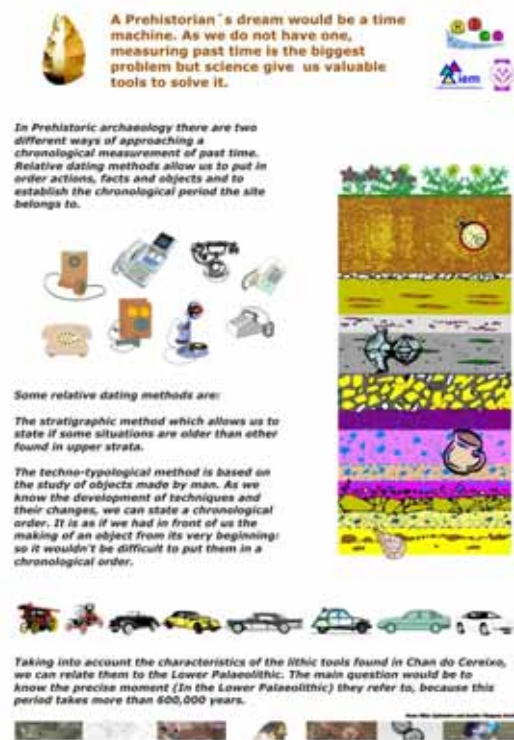 A Prehistorian´s dream would be a time
machine. As we do not have one,
measuring past time is the biggest
problem but science give us valuable
tools to solve it.
iem
In Prehistoric archaeology there are two
different ways of approaching a
chronological measurement of past time.
Relative dating methods allow us to put in
order actions, facts and objects and to
establish the chronological period the site
belongs to.
Some relative dating methods are:
The stratigraphic method which allows us to
state if some situations are older than other
found in upper strata.
The techno-typological method is based on
the study of objects made by man. As we
know the development of techniques and
their changes, we can state a chronological
order. It is as if we had in front of us the
making of an object from its very beginning:
so it wouldn't be difficult to put them in a
chronological order.
Taking into account the characteristics of the lithic tools found in Chan do Cereixo,
we can relate them to the Lower Palaeolithic. The main question would be to
know the precise moment (In the Lower Palaeolithic) they refer to, because this
period takes more than 600,000 years.